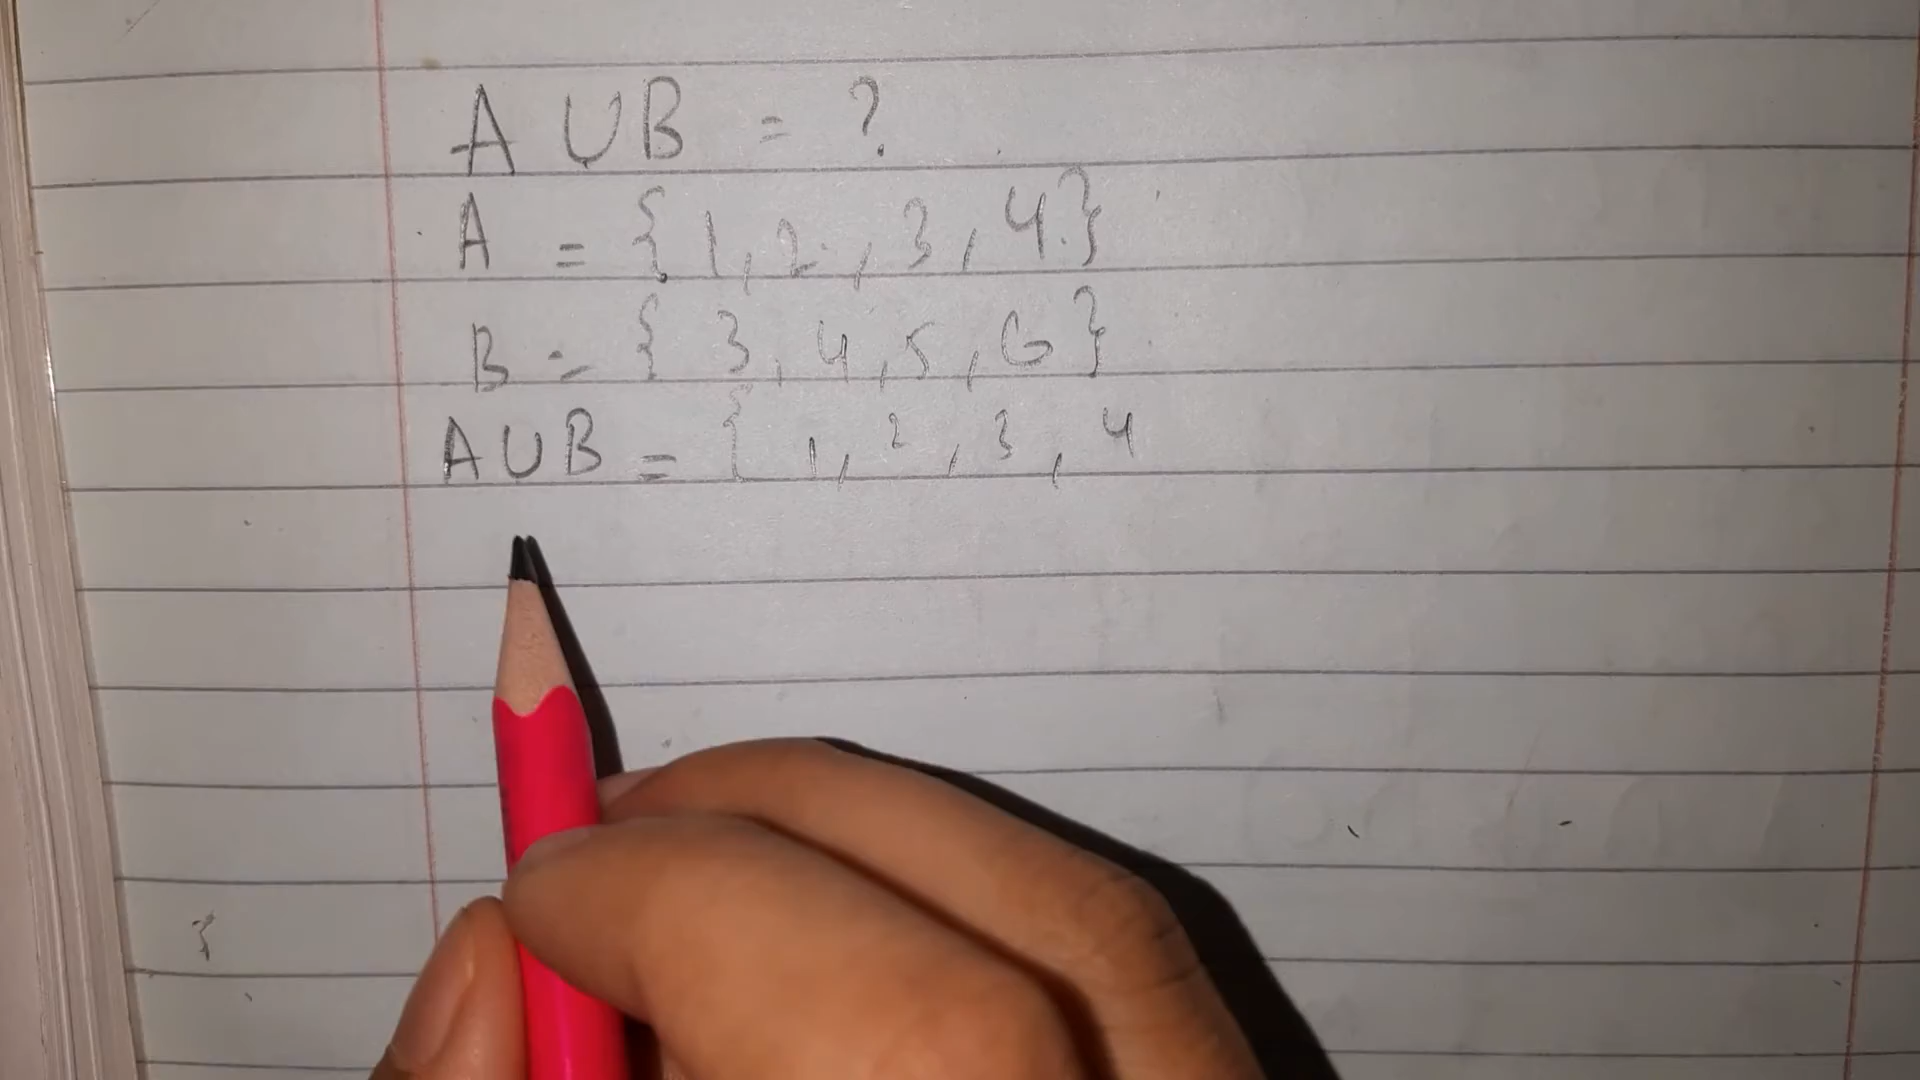 A ∪ B = ?
A = { 1, 2, 3, 4 }
B = { 3, 4, 5, 6 }
A ∪ B = { 1, 2, 3, 4
{